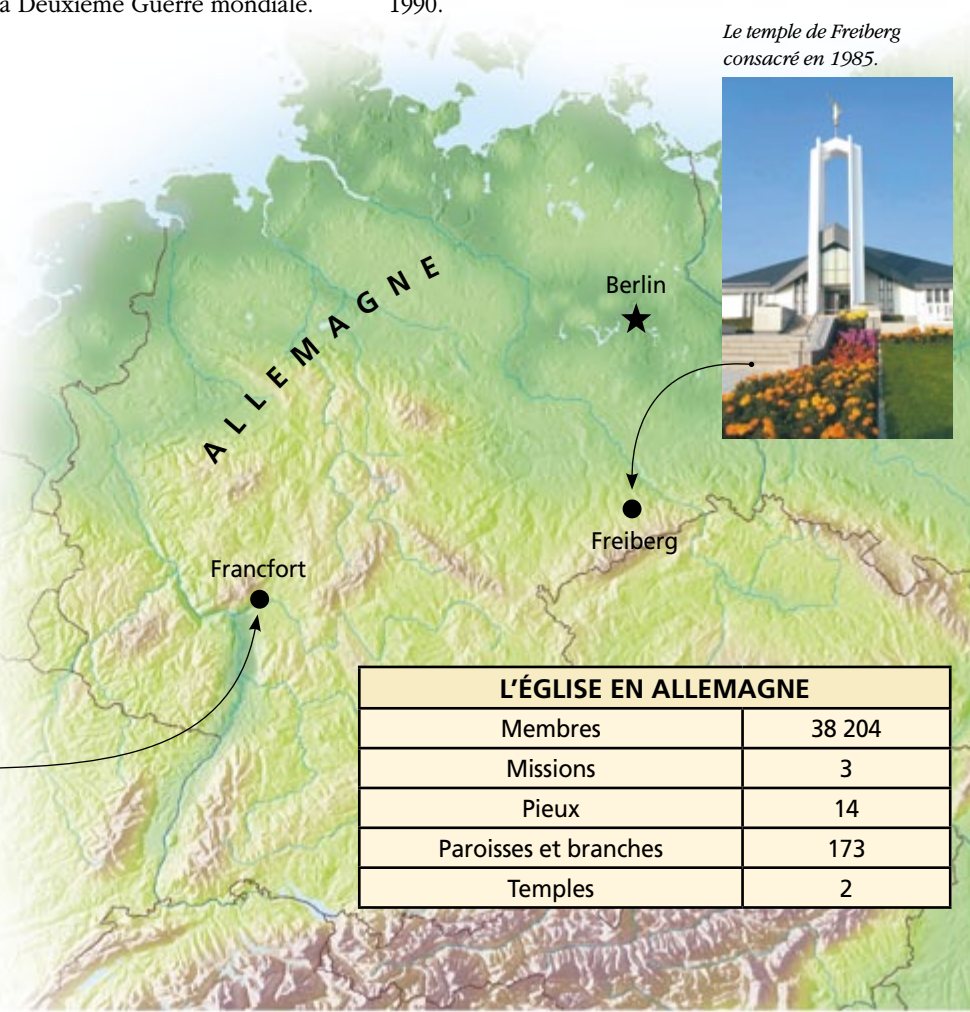 a Deuxième Guerre mondiale.
1990.
Le temple de Freiberg
consacré en 1985.
ALLEMAGNE
Berlin
Freiberg
Francfort
L'ÉGLISE EN ALLEMAGNE
Membres 38 204
Missions 3
Pieux 14
Paroisses et branches 173
Temples 2